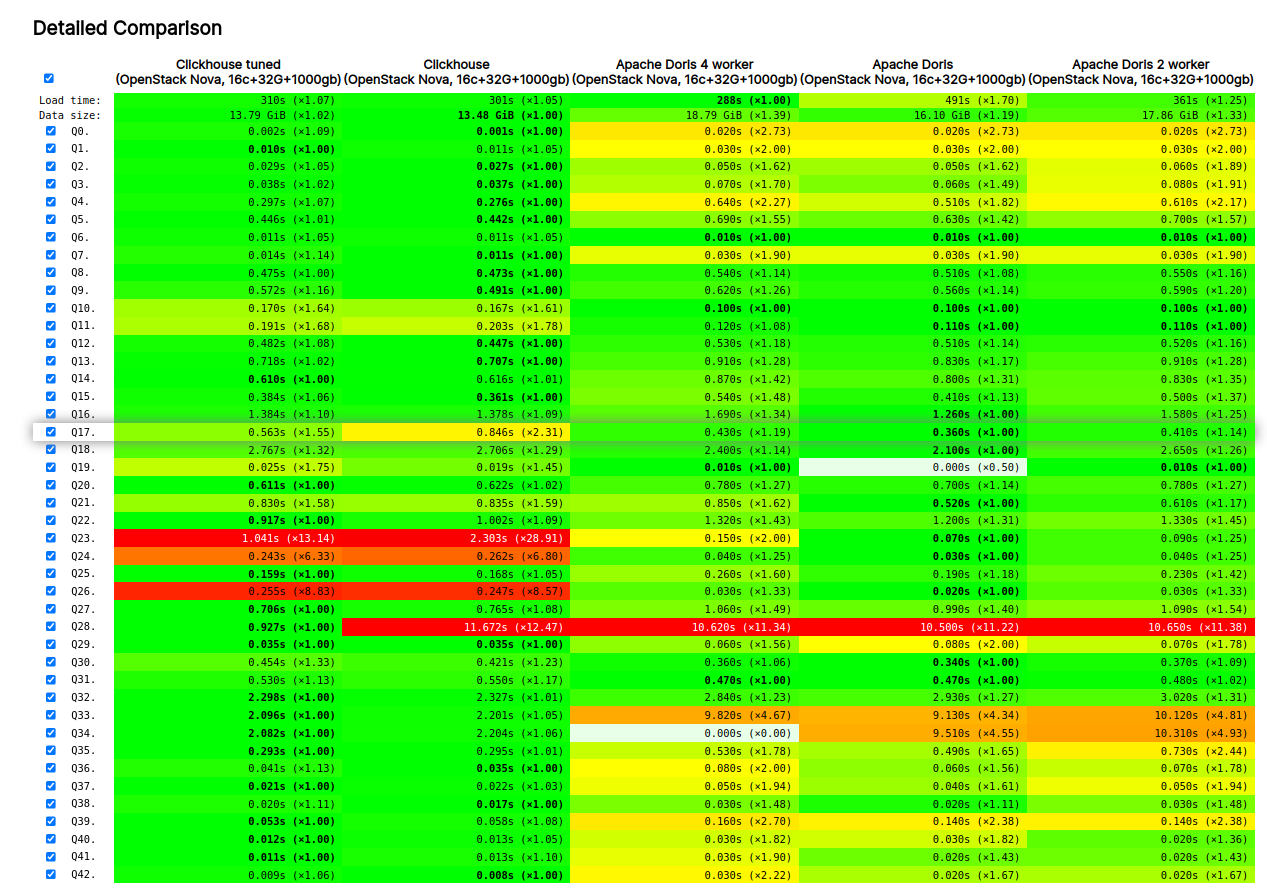 Detailed Comparison
Clickhouse tuned Clickhouse Apache Doris 4 worker Apache Doris Apache Doris 2 worker
(OpenStack Nova, 16c+32G+1000gb) (OpenStack Nova, 16c+32G+1000gb) (OpenStack Nova, 16c+32G+1000gb) (OpenStack Nova, 16c+32G+1000gb) (OpenStack Nova, 16c+32G+1000gb)
Load time: 310s (×1.07) 301s (×1.05) 288s (×1.00) 491s (×1.70) 361s (×1.25)
Data size: 13.79 GiB (×1.02) 13.48 GiB (×1.00) 18.79 GiB (×1.39) 16.10 GiB (×1.19) 17.86 GiB (×1.33)
Q0. 0.002s (×1.09) 0.001s (×1.00) 0.020s (×2.73) 0.020s (×2.73) 0.020s (×2.73)
Q1. 0.010s (×1.00) 0.011s (×1.05) 0.030s (×2.00) 0.030s (×2.00) 0.030s (×2.00)
Q2. 0.029s (×1.05) 0.027s (×1.00) 0.050s (×1.62) 0.050s (×1.62) 0.060s (×1.89)
Q3. 0.038s (×1.02) 0.037s (×1.00) 0.070s (×1.70) 0.060s (×1.49) 0.080s (×1.91)
Q4. 0.297s (×1.07) 0.276s (×1.00) 0.640s (×2.27) 0.510s (×1.82) 0.610s (×2.17)
Q5. 0.446s (×1.01) 0.442s (×1.00) 0.690s (×1.55) 0.630s (×1.42) 0.700s (×1.57)
Q6. 0.011s (×1.05) 0.011s (×1.05) 0.010s (×1.00) 0.010s (×1.00) 0.010s (×1.00)
Q7. 0.014s (×1.14) 0.011s (×1.00) 0.030s (×1.90) 0.030s (×1.90) 0.030s (×1.90)
Q8. 0.475s (×1.00) 0.473s (×1.00) 0.540s (×1.14) 0.510s (×1.08) 0.550s (×1.16)
Q9. 0.572s (×1.16) 0.491s (×1.00) 0.620s (×1.26) 0.560s (×1.14) 0.590s (×1.20)
Q10. 0.170s (×1.64) 0.167s (×1.61) 0.100s (×1.00) 0.100s (×1.00) 0.100s (×1.00)
Q11. 0.191s (×1.68) 0.203s (×1.78) 0.120s (×1.08) 0.110s (×1.00) 0.110s (×1.00)
Q12. 0.482s (×1.08) 0.447s (×1.00) 0.530s (×1.18) 0.510s (×1.14) 0.520s (×1.16)
Q13. 0.718s (×1.02) 0.707s (×1.00) 0.910s (×1.28) 0.830s (×1.17) 0.910s (×1.28)
Q14. 0.610s (×1.00) 0.616s (×1.01) 0.870s (×1.42) 0.800s (×1.31) 0.830s (×1.35)
Q15. 0.384s (×1.06) 0.361s (×1.00) 0.540s (×1.48) 0.410s (×1.13) 0.500s (×1.37)
Q16. 1.384s (×1.10) 1.378s (×1.09) 1.690s (×1.34) 1.260s (×1.00) 1.580s (×1.25)
Q17. 0.563s (×1.55) 0.846s (×2.31) 0.430s (×1.19) 0.360s (×1.00) 0.410s (×1.14)
Q18. 2.767s (×1.32) 2.706s (×1.29) 2.400s (×1.14) 2.100s (×1.00) 2.650s (×1.26)
Q19. 0.025s (×1.75) 0.019s (×1.45) 0.010s (×1.00) 0.000s (×0.50) 0.010s (×1.00)
Q20. 0.611s (×1.00) 0.622s (×1.02) 0.780s (×1.27) 0.700s (×1.14) 0.780s (×1.27)
Q21. 0.830s (×1.58) 0.835s (×1.59) 0.850s (×1.62) 0.520s (×1.00) 0.610s (×1.17)
Q22. 0.917s (×1.00) 1.002s (×1.09) 1.320s (×1.43) 1.200s (×1.31) 1.330s (×1.45)
Q23. 1.041s (×13.14) 2.303s (×28.91) 0.150s (×2.00) 0.070s (×1.00) 0.090s (×1.25)
Q24. 0.243s (×6.33) 0.262s (×6.80) 0.040s (×1.25) 0.030s (×1.00) 0.040s (×1.25)
Q25. 0.159s (×1.00) 0.168s (×1.05) 0.260s (×1.60) 0.190s (×1.18) 0.230s (×1.42)
Q26. 0.255s (×8.83) 0.247s (×8.57) 0.030s (×1.33) 0.020s (×1.00) 0.030s (×1.33)
Q27. 0.706s (×1.00) 0.765s (×1.08) 1.060s (×1.49) 0.990s (×1.40) 1.090s (×1.54)
Q28. 0.927s (×1.00) 11.672s (×12.47) 10.620s (×11.34) 10.500s (×11.22) 10.650s (×11.38)
Q29. 0.035s (×1.00) 0.035s (×1.00) 0.060s (×1.56) 0.080s (×2.00) 0.070s (×1.78)
Q30. 0.454s (×1.33) 0.421s (×1.23) 0.360s (×1.06) 0.340s (×1.00) 0.370s (×1.09)
Q31. 0.530s (×1.13) 0.550s (×1.17) 0.470s (×1.00) 0.470s (×1.00) 0.480s (×1.02)
Q32. 2.298s (×1.00) 2.327s (×1.01) 2.840s (×1.23) 2.930s (×1.27) 3.020s (×1.31)
Q33. 2.096s (×1.00) 2.201s (×1.05) 9.820s (×4.67) 9.130s (×4.34) 10.120s (×4.81)
Q34. 2.082s (×1.00) 2.204s (×1.06) 0.000s (×0.00) 9.510s (×4.55) 10.310s (×4.93)
Q35. 0.293s (×1.00) 0.295s (×1.01) 0.530s (×1.78) 0.490s (×1.65) 0.730s (×2.44)
Q36. 0.041s (×1.13) 0.035s (×1.00) 0.080s (×2.00) 0.060s (×1.56) 0.070s (×1.78)
Q37. 0.021s (×1.00) 0.022s (×1.03) 0.050s (×1.94) 0.040s (×1.61) 0.050s (×1.94)
Q38. 0.020s (×1.11) 0.017s (×1.00) 0.030s (×1.48) 0.020s (×1.11) 0.030s (×1.48)
Q39. 0.053s (×1.00) 0.058s (×1.08) 0.160s (×2.70) 0.140s (×2.38) 0.140s (×2.38)
Q40. 0.012s (×1.00) 0.013s (×1.05) 0.030s (×1.82) 0.030s (×1.82) 0.020s (×1.36)
Q41. 0.011s (×1.00) 0.013s (×1.10) 0.030s (×1.90) 0.020s (×1.43) 0.020s (×1.43)
Q42. 0.009s (×1.06) 0.008s (×1.00) 0.030s (×2.22) 0.020s (×1.67) 0.020s (×1.67)